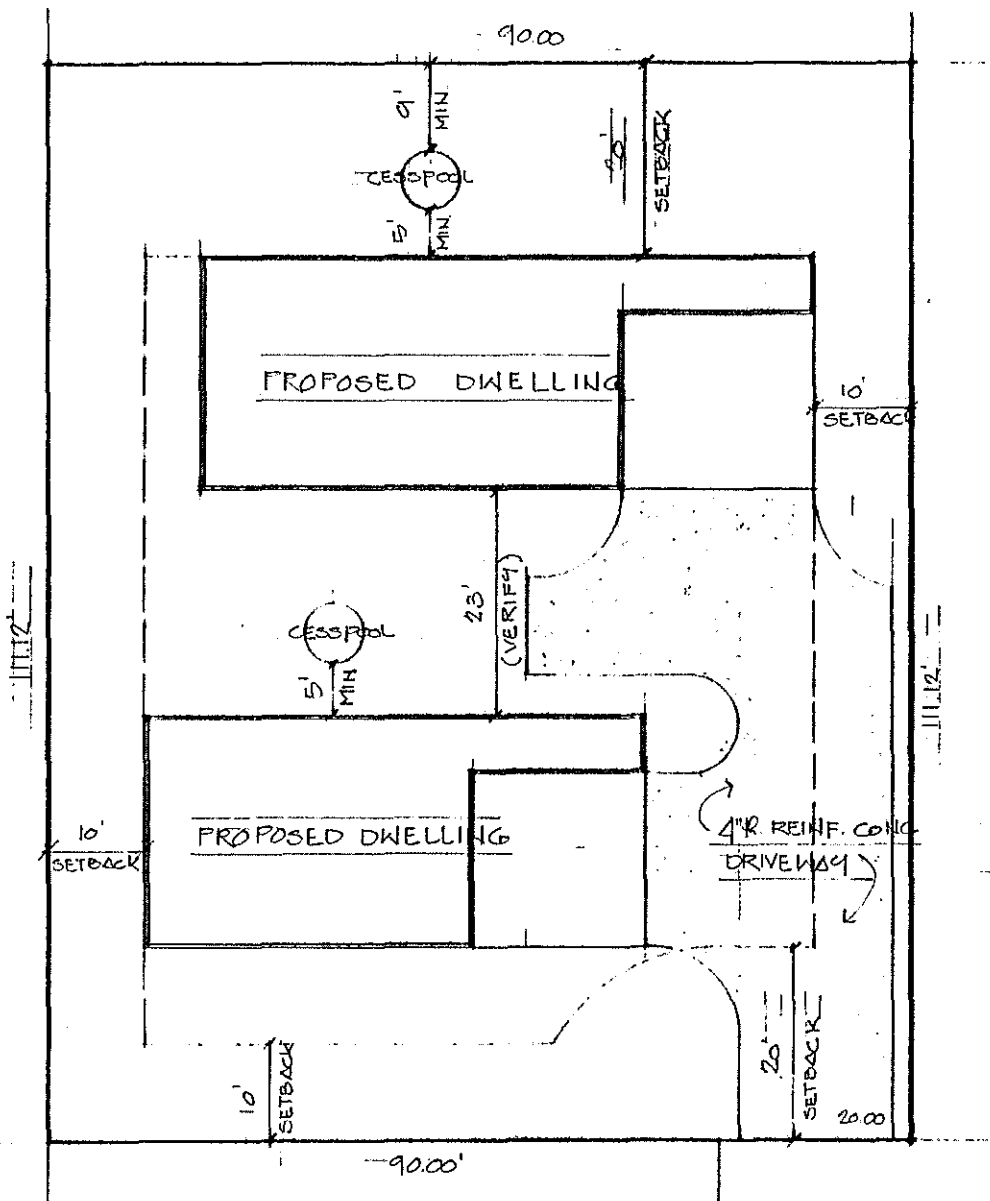 90.00
9'
MIN
CESSPOOL
20'
SETBACK
5'
MIN
PROPOSED DWELLING
10'
SETBACK
23'
(VERIFY)
CESSPOOL
5'
MIN
111.12'
111.12'
PROPOSED DWELLING
10'
SETBACK
REINF. CONC
DRIVEWAY
10'
SETBACK
20'
SETBACK
20.00
90.00'